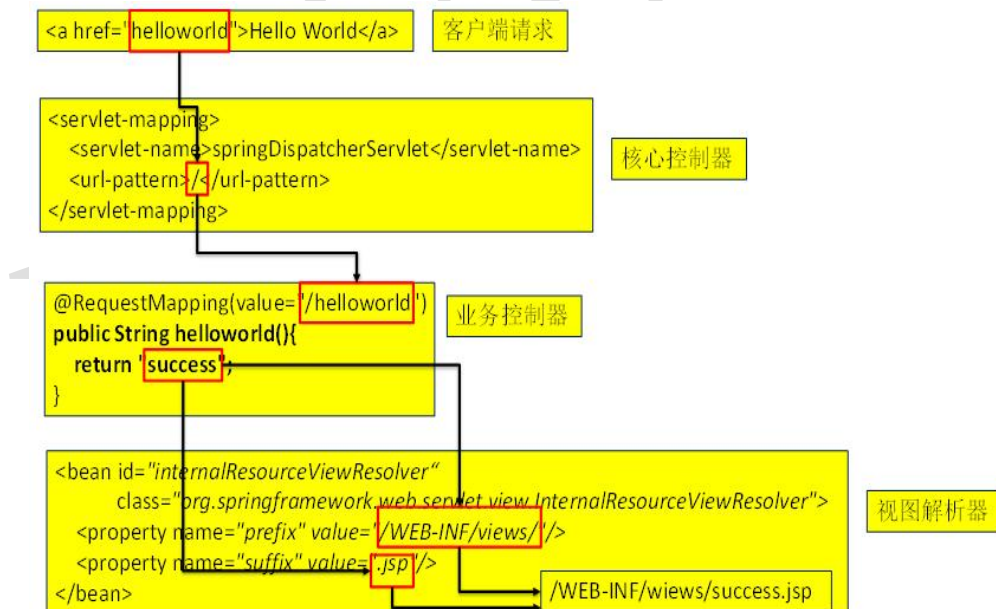 <a href="helloworld">Hello World</a>
客户端请求
<servlet-mapping>
<servlet-name>springDispatcherServlet</servlet-name>
<url-pattern>/</url-pattern>
</servlet-mapping>
核心控制器
@RequestMapping(value="/helloworld")
public String helloworld(){
return "success";
}
业务控制器
<bean id="internalResourceViewResolver“
class="org.springframework.web.servlet.view.InternalResourceViewResolver">
<property name="prefix" value="/WEB-INF/views/"/>
<property name="suffix" value=".jsp"/>
</bean>
视图解析器
/WEB-INF/wiews/success.jsp